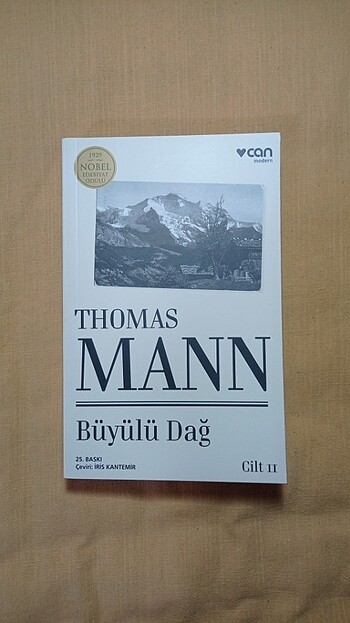 can
modern
1929
NOBEL
EDEBİYAT
ÖDÜLÜ
THOMAS
MANN
Büyülü Dağ
25. BASKI
Çeviri: İRİS KANTEMİR
Cilt II